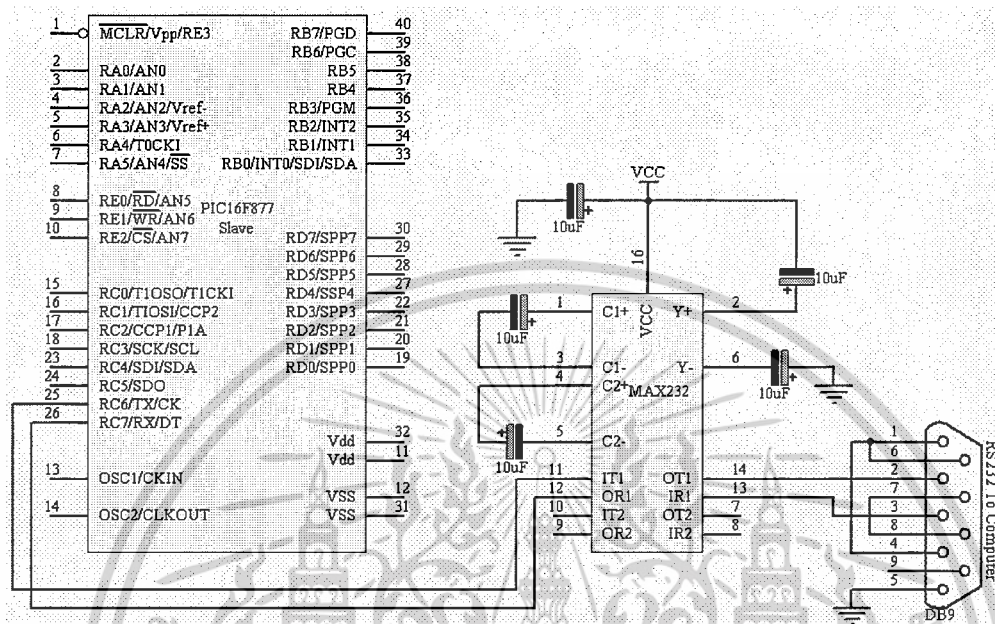 1 MCLR/Vpp/RE3 RB7/PGD 40
RB6/PGC 39
2 RA0/AN0 RB5 38
3 RA1/AN1 RB4 37
4 RA2/AN2/Vref- RB3/PGM 36
5 RA3/AN3/Vref+ RB2/INT2 35
6 RA4/T0CKI RB1/INT1 34
7 RA5/AN4/SS RB0/INT0/SDI/SDA 33
8 RE0/RD/AN5
9 RE1/WR/AN6
10 RE2/CS/AN7
PIC16F877
Slave
RD7/SPP7 30
RD6/SPP6 29
RD5/SPP5 28
15 RC0/T1OSO/T1CKI RD4/SSP4 27
16 RC1/TIOSI/CCP2 RD3/SPP3 22
17 RC2/CCP1/P1A RD2/SPP2 21
18 RC3/SCK/SCL RD1/SPP1 20
23 RC4/SDI/SDA RD0/SPP0 19
24 RC5/SDO
25 RC6/TX/CK
26 RC7/RX/DT
Vdd 32
Vdd 11
13 OSC1/CKIN
VSS 12
14 OSC2/CLKOUT VSS 31
VCC
10uF
+
10uF
+
16
VCC
10uF
+
1 C1+ Y+ 2
3 C1- Y- 6
4 C2+
MAX232
10uF
+
10uF
+
5 C2-
11 IT1 OT1 14
12 OR1 IR1 13
10 IT2 OT2 7
9 OR2 IR2 8
1
6
2
7
3
8
4
9
5
DB9
RS232 To Computer